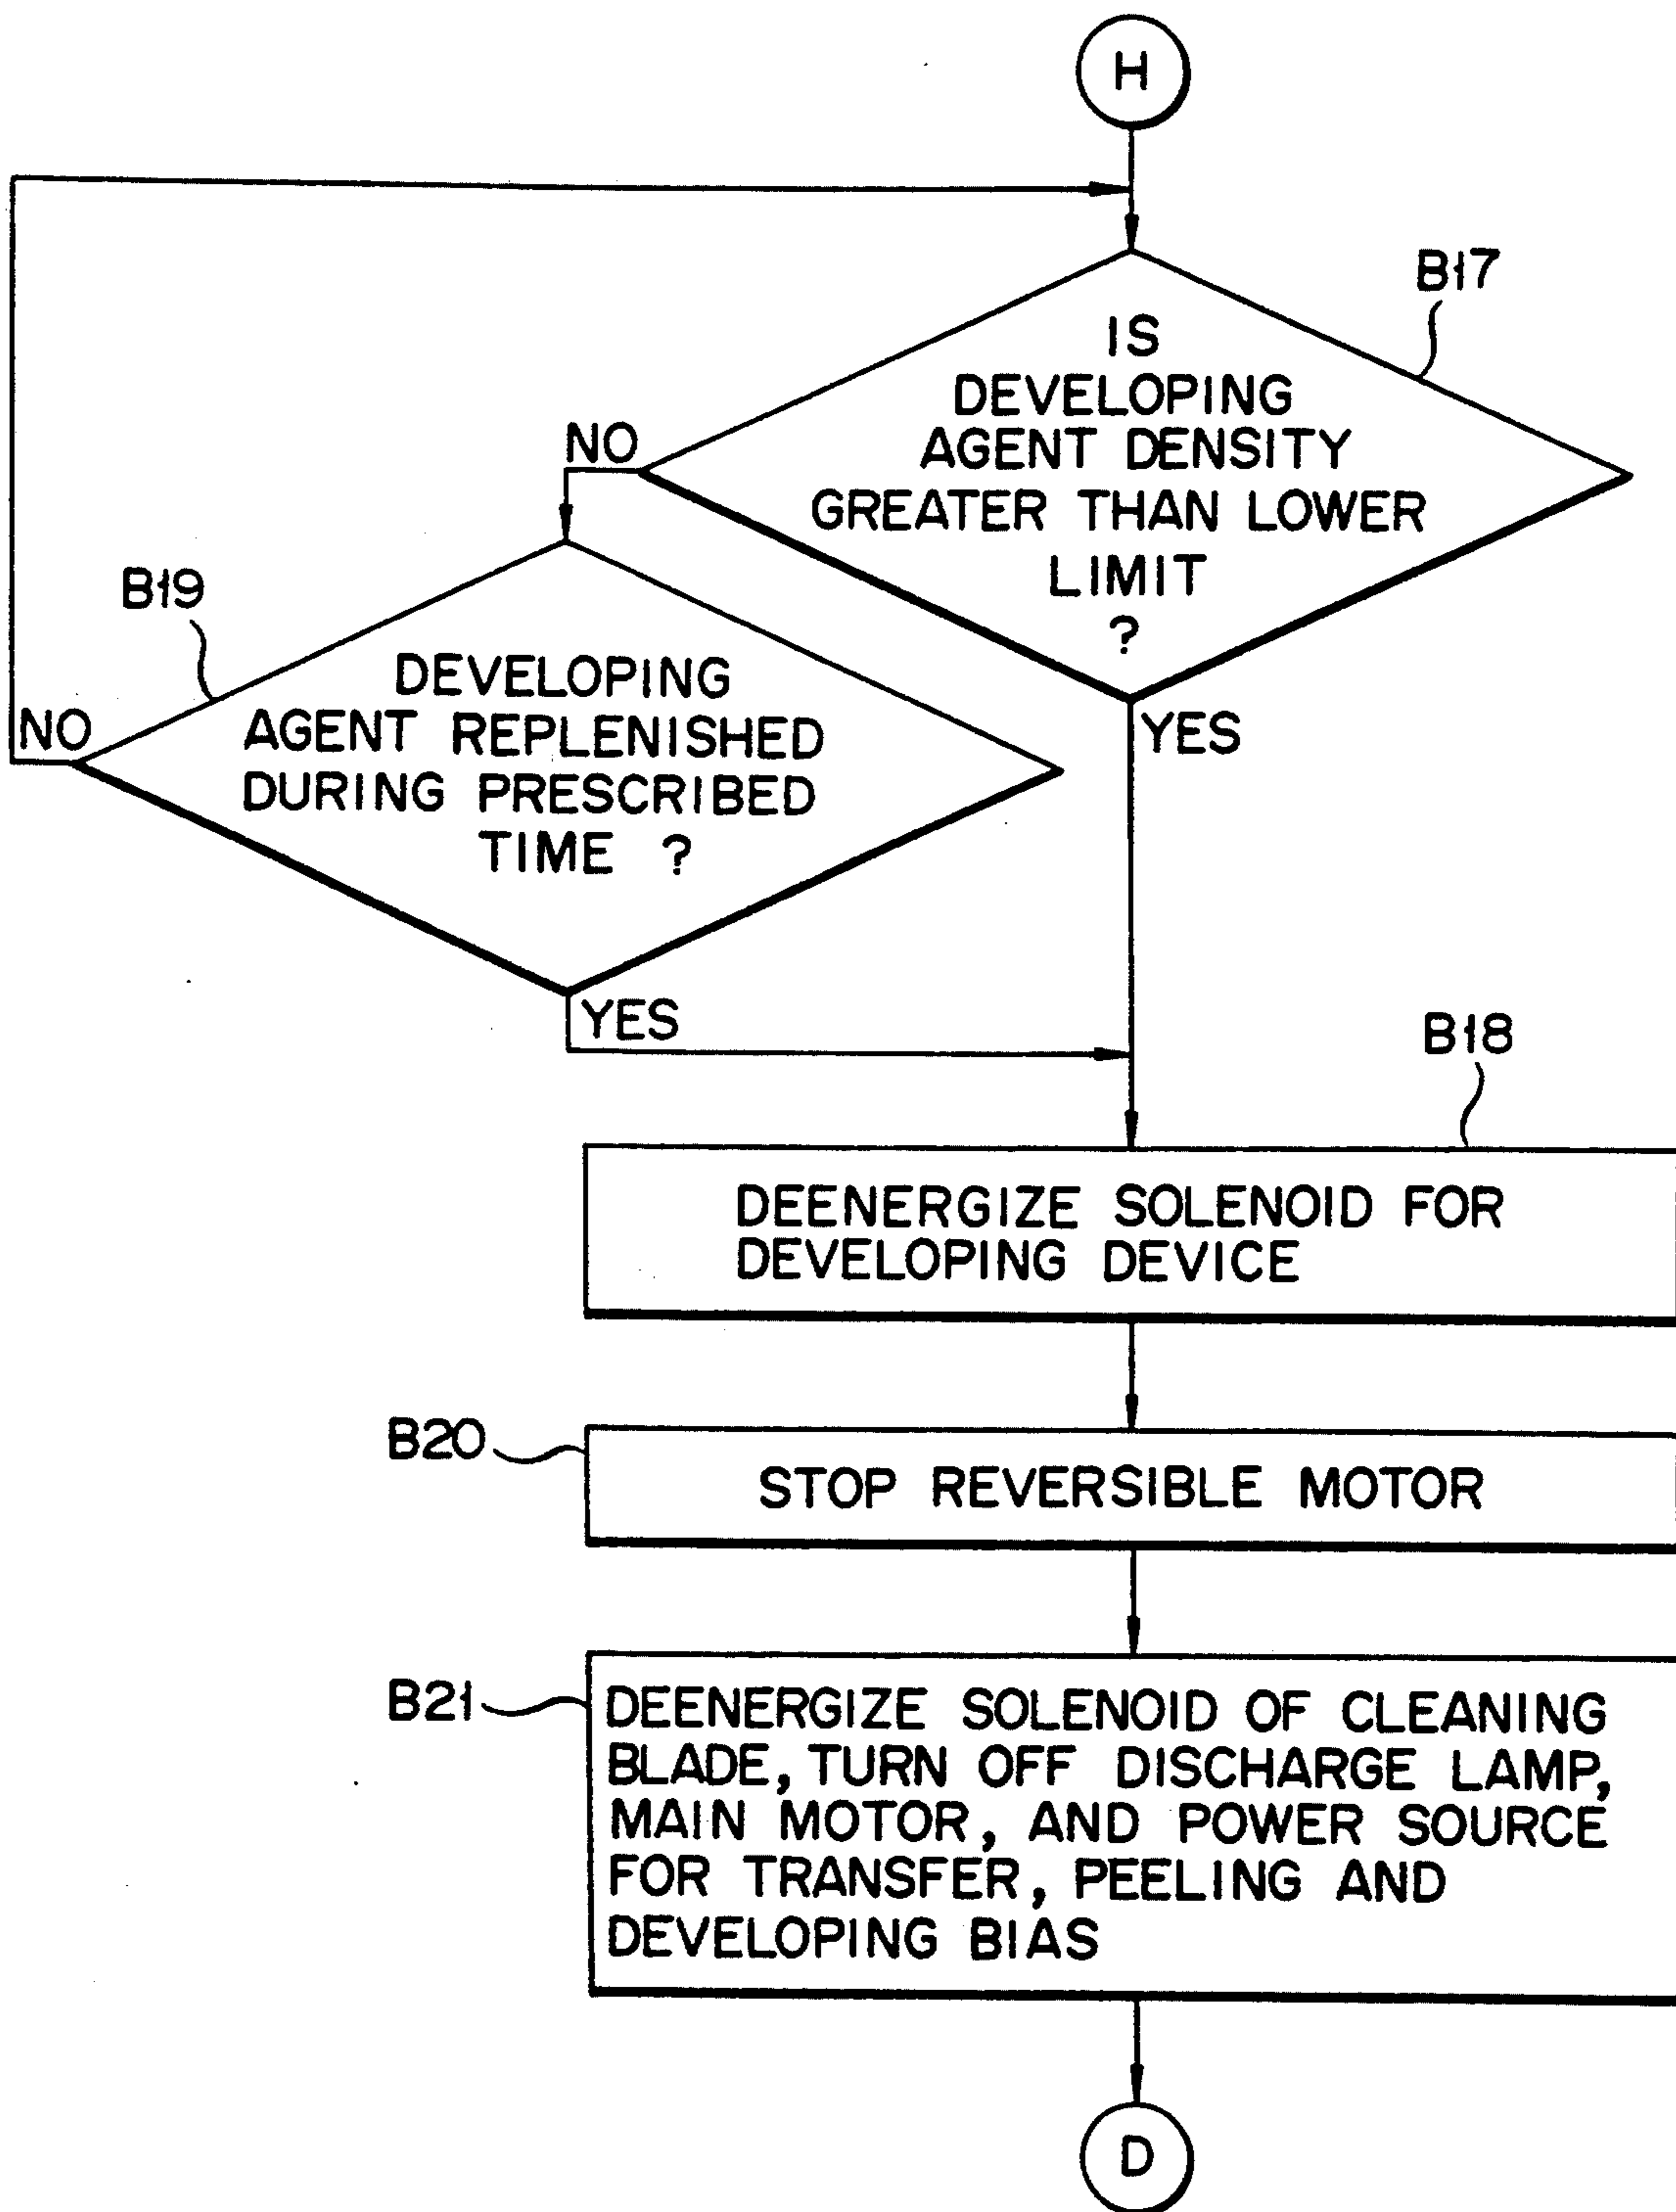 H
B17
IS
DEVELOPING
AGENT DENSITY
GREATER THAN LOWER
LIMIT
?
NO
YES
B19
DEVELOPING
AGENT REPLENISHED
DURING PRESCRIBED
TIME ?
NO
YES
B18
DEENERGIZE SOLENOID FOR
DEVELOPING DEVICE
B20
STOP REVERSIBLE MOTOR
B21
DEENERGIZE SOLENOID OF CLEANING
BLADE, TURN OFF DISCHARGE LAMP,
MAIN MOTOR, AND POWER SOURCE
FOR TRANSFER, PEELING AND
DEVELOPING BIAS
D